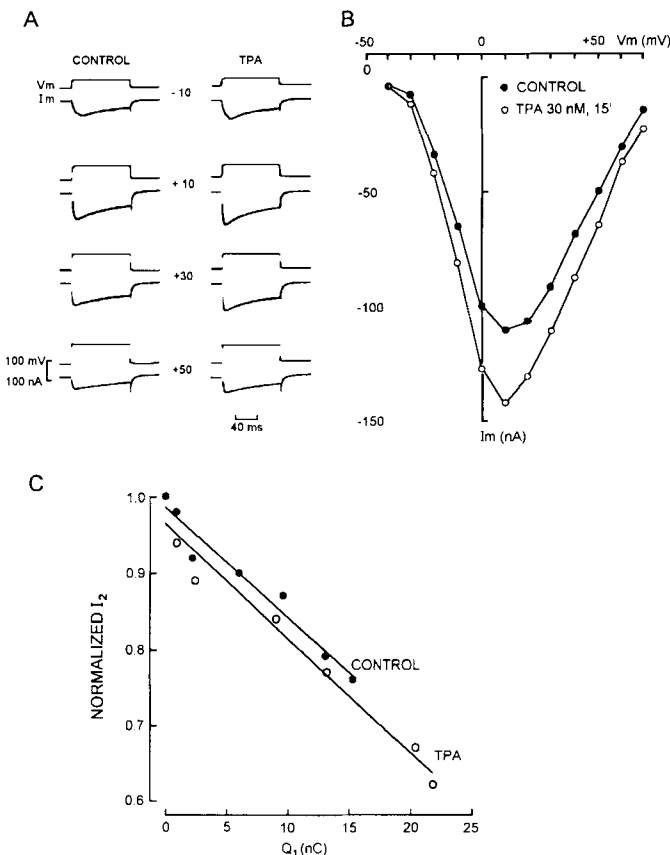 A
CONTROL TPA
Vm
Im
- 10
+ 10
+30
100 mV
100 nA
+50
40 ms
B
-50 0 +50 Vm (mV)
0
● CONTROL
○ TPA 30 nM, 15'
-50
-100
-150
Im (nA)
C
1.0
0.9
0.8
0.7
0.6
NORMALIZED I₂
CONTROL
TPA
0 5 10 15 20 25
Q₁ (nC)